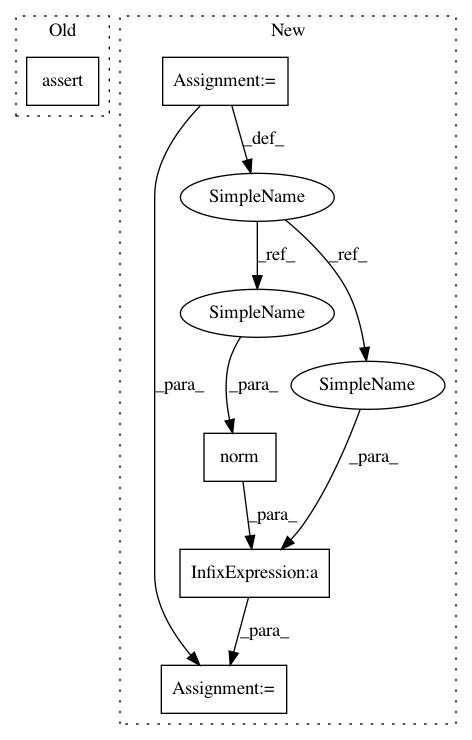 Old
New
assert
Assignment:=
_def_
SimpleName
_ref_
_ref_
SimpleName
SimpleName
_para_
_para_
_para_
norm
_para_
InfixExpression:a
_para_
Assignment:=